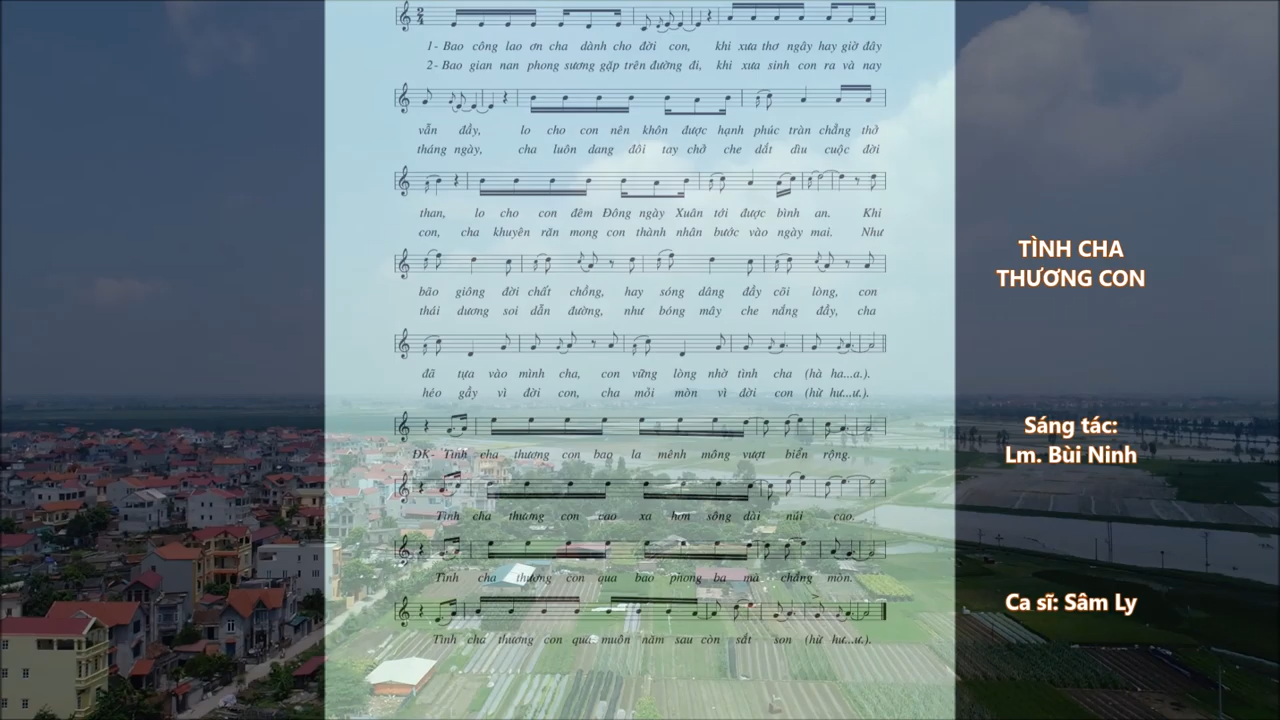 1- Bao công lao ơn cha dành cho đời con, khi xưa thơ ngây hay giờ đây
2- Bao gian nan phong sương gặp trên đường đi, khi xưa sinh con ra và nay
vẫn đầy, lo cho con nên khôn được hạnh phúc tràn chẳng thở
tháng ngày, cha luôn dang đôi tay chở che dắt dìu cuộc đời
than, lo cho con đêm Đông ngày Xuân tới được bình an. Khi
con, cha khuyên răn mong con thành nhân bước vào ngày mai. Như
bão giông đời chất chồng, hay sóng dâng đầy cõi lòng, con
thái dương soi dẫn đường, như bóng mây che nắng đầy, cha
đã tựa vào mình cha, con vững lòng nhờ tình cha (hà ha...a.).
héo gầy vì đời con, cha mỏi mòn vì đời con (hừ hư...ư.).
ĐK- Tình cha thương con bao la mênh mông vượt biển rộng.
Tình cha thương con cao xa hơn sông dài núi cao.
Tình cha thương con qua bao phong ba mà chẳng mòn.
Tình cha thương con qua muôn năm sau còn sắt son (hừ hư...ư.).
TÌNH CHA
THƯƠNG CON
Sáng tác:
Lm. Bùi Ninh
Ca sĩ: Sâm Ly